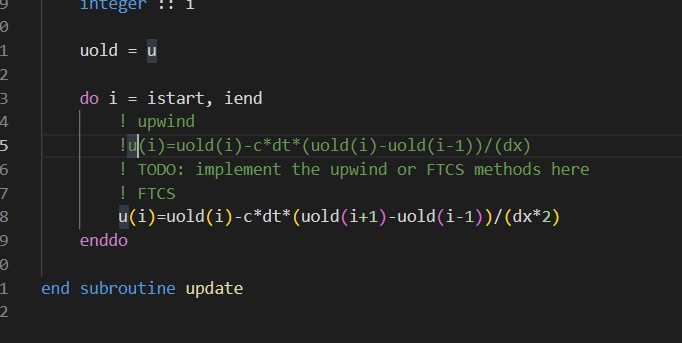 9 integer :: i
0
1 uold = u
2
3 do i = istart, iend
4 ! upwind
5 !u(i)=uold(i)-c*dt*(uold(i)-uold(i-1))/(dx)
6 ! TODO: implement the upwind or FTCS methods here
7 ! FTCS
8 u(i)=uold(i)-c*dt*(uold(i+1)-uold(i-1))/(dx*2)
9 enddo
0
1 end subroutine update
2